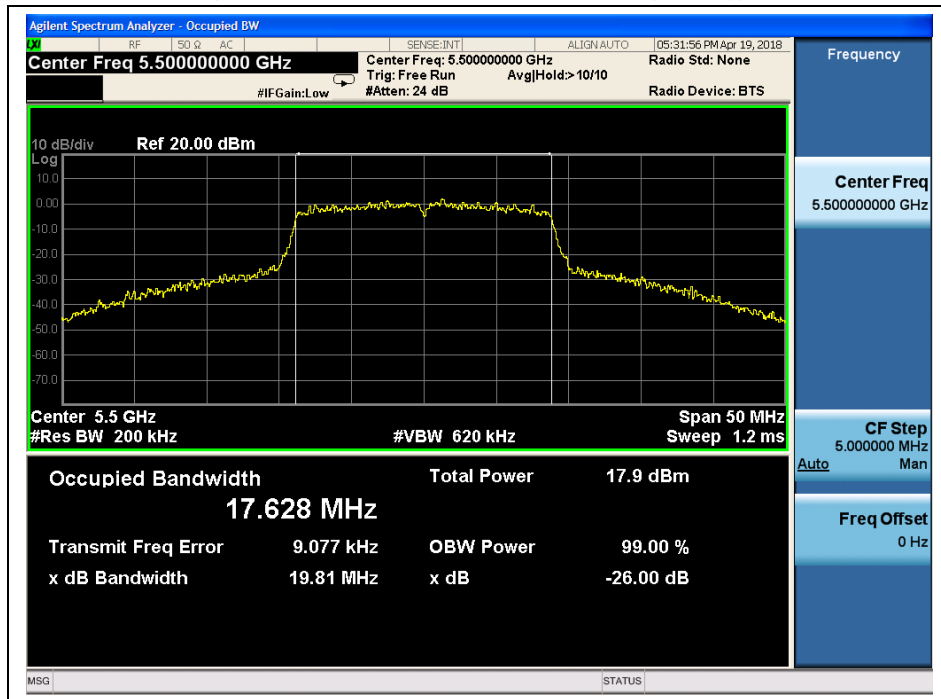 Agilent Spectrum Analyzer - Occupied BW
LXI RF 50 Ω AC SENSE:INT ALIGN AUTO 05:31:56 PM Apr 19, 2018
Center Freq 5.500000000 GHz
Center Freq: 5.500000000 GHz
Radio Std: None
Trig: Free Run Avg|Hold:> 10/10
#IFGain:Low
#Atten: 24 dB
Radio Device: BTS
10 dB/div Ref 20.00 dBm
Log
10.0
0.00
-10.0
-20.0
-30.0
-40.0
-50.0
-60.0
-70.0
Center 5.5 GHz Span 50 MHz
#Res BW 200 kHz #VBW 620 kHz Sweep 1.2 ms
Occupied Bandwidth
17.628 MHz
Total Power 17.9 dBm
Transmit Freq Error 9.077 kHz OBW Power 99.00 %
x dB Bandwidth 19.81 MHz x dB -26.00 dB
Frequency
Center Freq
5.500000000 GHz
CF Step
5.000000 MHz
Auto Man
Freq Offset
0 Hz
MSG STATUS